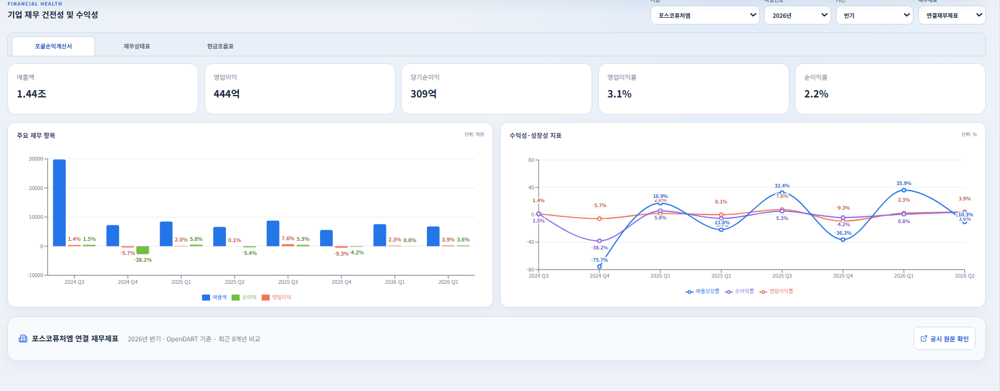 FINANCIAL HEALTH
기업 재무 건전성 및 수익성
포스코퓨처엠
2026년
반기
연결재무제표
포괄손익계산서
재무상태표
현금흐름표
매출액
1.44조
영업이익
444억
당기순이익
309억
영업이익률
3.1%
순이익률
2.2%
주요 재무 항목
단위: 억원
30000
20000
10000
0
-10000
1.4% 1.5%
-5.7%
-38.2%
2.0% 5.8%
0.1%
-5.4%
7.6% 5.3%
-9.3% -4.2%
2.3% 0.8%
3.9% 3.6%
2024 Q3
2024 Q4
2025 Q1
2025 Q2
2025 Q3
2025 Q4
2026 Q1
2026 Q2
매출액
순이익
영업이익
수익성·성장성 지표
단위: %
80
40
0
-40
-80
1.4%
1.5%
-5.7%
-38.2%
-75.7%
16.9%
2.0%
5.8%
0.1%
-21.8%
32.4%
7.6%
5.3%
-9.3%
-4.2%
-36.3%
35.9%
2.3%
0.8%
3.9%
-10.3%
3.6%
2024 Q3
2024 Q4
2025 Q1
2025 Q2
2025 Q3
2025 Q4
2026 Q1
2026 Q2
매출성장률
순이익률
영업이익률
포스코퓨처엠 연결 재무제표
2026년 반기 · OpenDART 기준 · 최근 8개년 비교
공시 원문 확인